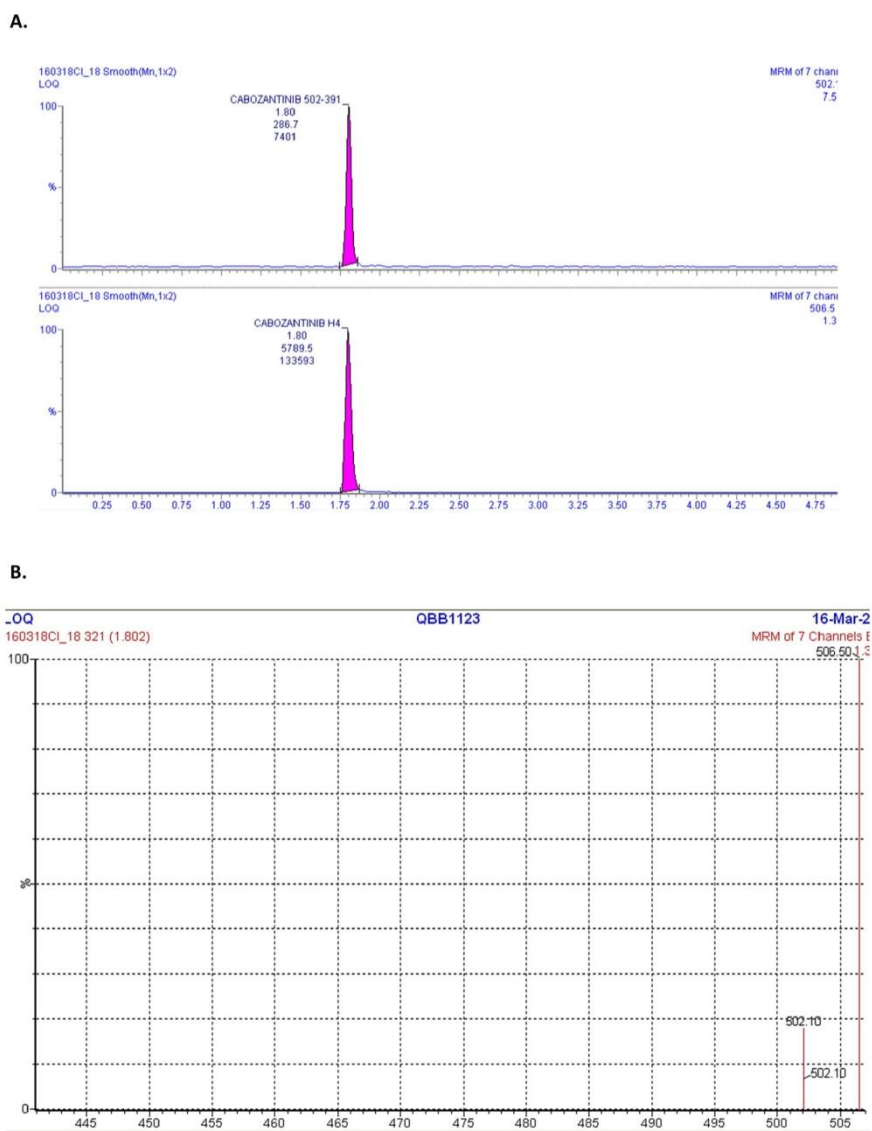 A.
160318CI_18 Smooth(Mn,1x2)
MRM of 7 chann
LOQ
502.1
7.5
CABOZANTINIB 502-391
1.80
286.7
7401
100
%
0
160318CI_18 Smooth(Mn,1x2)
MRM of 7 chann
LOQ
506.5
1.3
CABOZANTINIB H4
1.80
5789.5
133593
100
%
0
0.25 0.50 0.75 1.00 1.25 1.50 1.75 2.00 2.25 2.50 2.75 3.00 3.25 3.50 3.75 4.00 4.25 4.50 4.75
B.
LOQ QBB1123 16-Mar-2
160318CI_18 321 (1.802)
MRM of 7 Channels E
506.50 1.3
100
%
502.10
502.10
0
445 450 455 460 465 470 475 480 485 490 495 500 505